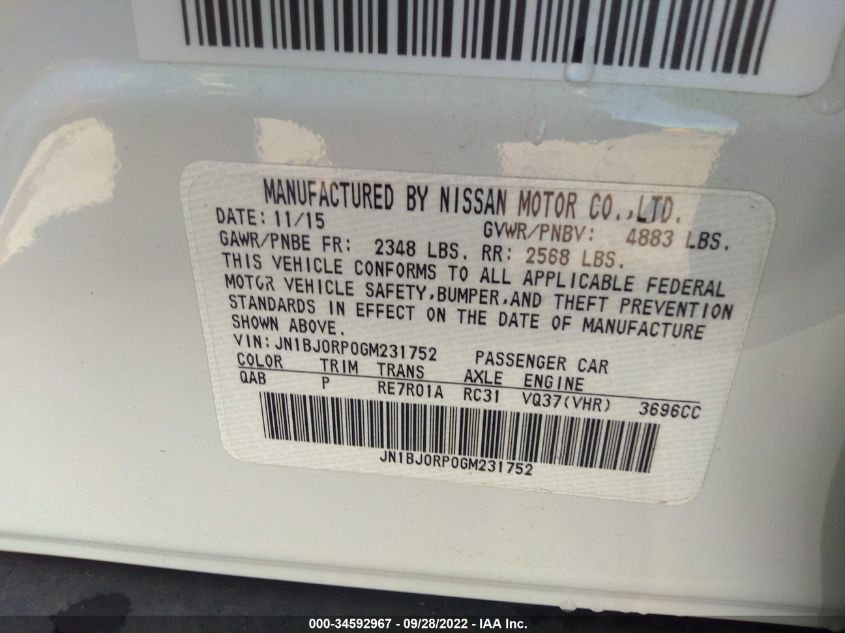 MANUFACTURED BY NISSAN MOTOR CO.,LTD.
DATE: 11/15 GVWR/PNBV: 4883 LBS.
GAWR/PNBE FR: 2348 LBS. RR: 2568 LBS.
THIS VEHICLE CONFORMS TO ALL APPLICABLE FEDERAL
MOTOR VEHICLE SAFETY,BUMPER,AND THEFT PREVENTION
STANDARDS IN EFFECT ON THE DATE OF MANUFACTURE
SHOWN ABOVE.
VIN:JN1BJ0RP0GM231752 PASSENGER CAR
COLOR TRIM TRANS AXLE ENGINE
QAB P RE7R01A RC31 VQ37(VHR) 3696CC
JN1BJ0RP0GM231752
000-34592967 - 09/28/2022 - IAA Inc.